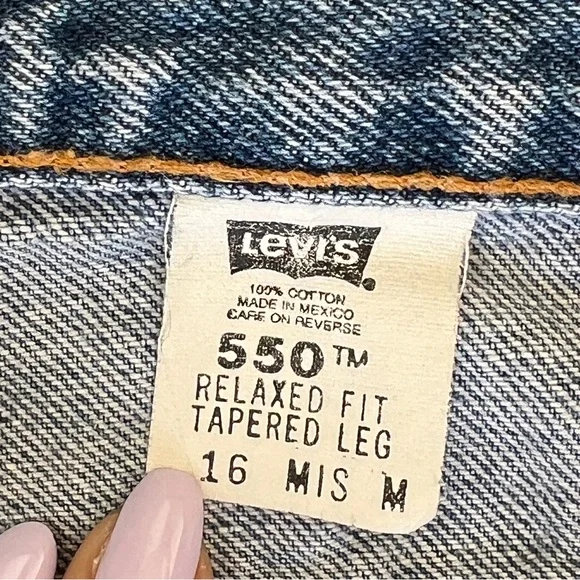 Levi's
100% COTTON
MADE IN MEXICO
CARE ON REVERSE
550™
RELAXED FIT
TAPERED LEG
16 MIS M